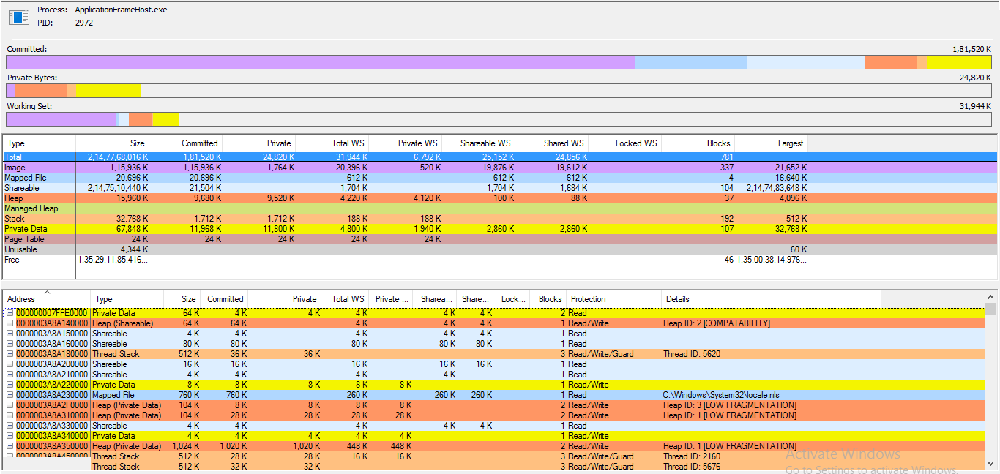 Process: ApplicationFrameHost.exe
PID: 2972
Committed: 1,81,520 K
Private Bytes: 24,820 K
Working Set: 31,944 K
Type Size Committed Private Total WS Private WS Shareable WS Shared WS Locked WS Blocks Largest
Total 2,14,77,68,016 K 1,81,520 K 24,820 K 31,944 K 6,792 K 25,152 K 24,856 K 781
Image 1,15,936 K 1,15,936 K 1,764 K 20,396 K 520 K 19,876 K 19,612 K 337 21,652 K
Mapped File 20,696 K 20,696 K 612 K 612 K 612 K 4 16,640 K
Shareable 2,14,75,10,440 K 21,504 K 1,704 K 1,704 K 1,684 K 104 2,14,74,83,648 K
Heap 15,960 K 9,680 K 9,520 K 4,220 K 4,120 K 100 K 88 K 37 4,096 K
Managed Heap
Stack 32,768 K 1,712 K 1,712 K 188 K 188 K 192 512 K
Private Data 67,848 K 11,968 K 11,800 K 4,800 K 1,940 K 2,860 K 2,860 K 107 32,768 K
Page Table 24 K 24 K 24 K 24 K 24 K
Unusable 4,344 K 60 K
Free 1,35,29,11,85,416... 46 1,35,00,38,14,976...
Address Type Size Committed Private Total WS Private ... Sharea... Share... Lock... Blocks Protection Details
000000007FFE0000 Private Data 64 K 4 K 4 K 4 K 4 K 4 K 2 Read
0000003A8A140000 Heap (Shareable) 64 K 64 K 4 K 4 K 4 K 1 Read/Write Heap ID: 2 [COMPATABILITY]
0000003A8A150000 Shareable 4 K 4 K 4 K 4 K 4 K 1 Read
0000003A8A160000 Shareable 80 K 80 K 80 K 80 K 80 K 1 Read
0000003A8A180000 Thread Stack 512 K 36 K 36 K 3 Read/Write/Guard Thread ID: 5620
0000003A8A200000 Shareable 16 K 16 K 16 K 16 K 16 K 1 Read
0000003A8A210000 Shareable 4 K 4 K 4 K 4 K 1 Read
0000003A8A220000 Private Data 8 K 8 K 8 K 8 K 8 K 1 Read/Write
0000003A8A230000 Mapped File 760 K 760 K 260 K 260 K 260 K 1 Read C:\Windows\System32\locale.nls
0000003A8A2F0000 Heap (Private Data) 104 K 8 K 8 K 8 K 8 K 2 Read/Write Heap ID: 3 [LOW FRAGMENTATION]
0000003A8A310000 Heap (Private Data) 104 K 28 K 28 K 28 K 28 K 2 Read/Write Heap ID: 1 [LOW FRAGMENTATION]
0000003A8A330000 Shareable 4 K 4 K 4 K 4 K 4 K 1 Read
0000003A8A340000 Private Data 4 K 4 K 4 K 4 K 4 K 1 Read/Write
0000003A8A350000 Heap (Private Data) 1,024 K 1,020 K 1,020 K 448 K 448 K 2 Read/Write Heap ID: 1 [LOW FRAGMENTATION]
0000003A8A450000 Thread Stack 512 K 28 K 28 K 16 K 16 K 3 Read/Write/Guard Thread ID: 2160
Thread Stack 512 K 32 K 32 K 3 Read/Write/Guard Thread ID: 5676
Activate Windows
Go to Settings to activate Windows.